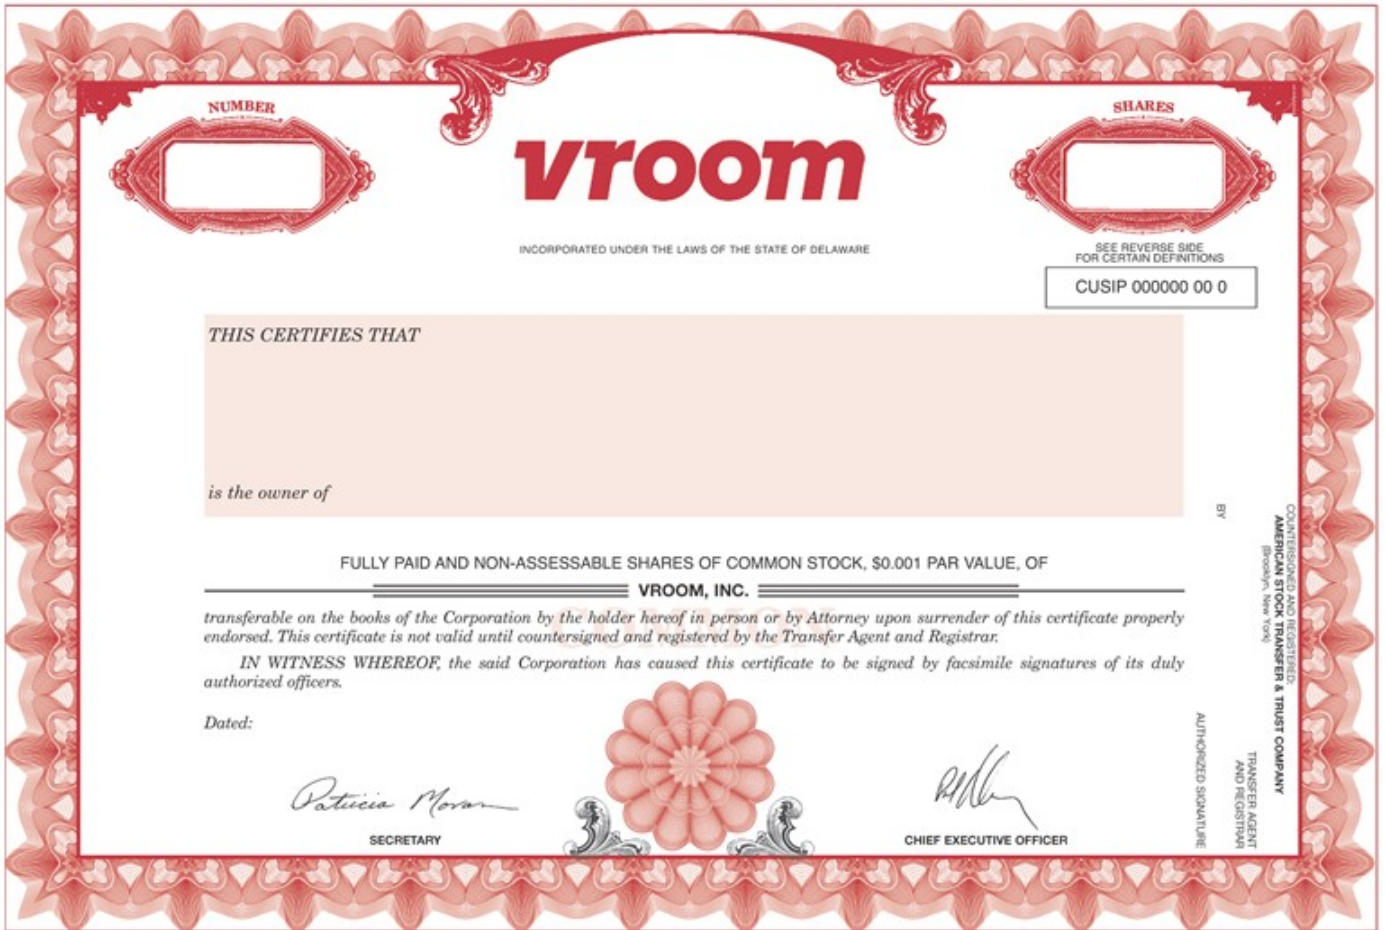 NUMBER
SHARES
vroom
INCORPORATED UNDER THE LAWS OF THE STATE OF DELAWARE
SEE REVERSE SIDE
FOR CERTAIN DEFINITIONS
CUSIP 000000 00 0
THIS CERTIFIES THAT
is the owner of
FULLY PAID AND NON-ASSESSABLE SHARES OF COMMON STOCK, $0.001 PAR VALUE, OF
VROOM, INC.
COMMON
transferable on the books of the Corporation by the holder hereof in person or by Attorney upon surrender of this certificate properly
endorsed. This certificate is not valid until countersigned and registered by the Transfer Agent and Registrar.
IN WITNESS WHEREOF, the said Corporation has caused this certificate to be signed by facsimile signatures of its duly
authorized officers.
Dated:
Patricia Moran
SECRETARY
CHIEF EXECUTIVE OFFICER
COUNTERSIGNED AND REGISTERED:
AMERICAN STOCK TRANSFER & TRUST COMPANY
(Brooklyn, New York)
TRANSFER AGENT
AND REGISTRAR
BY
AUTHORIZED SIGNATURE